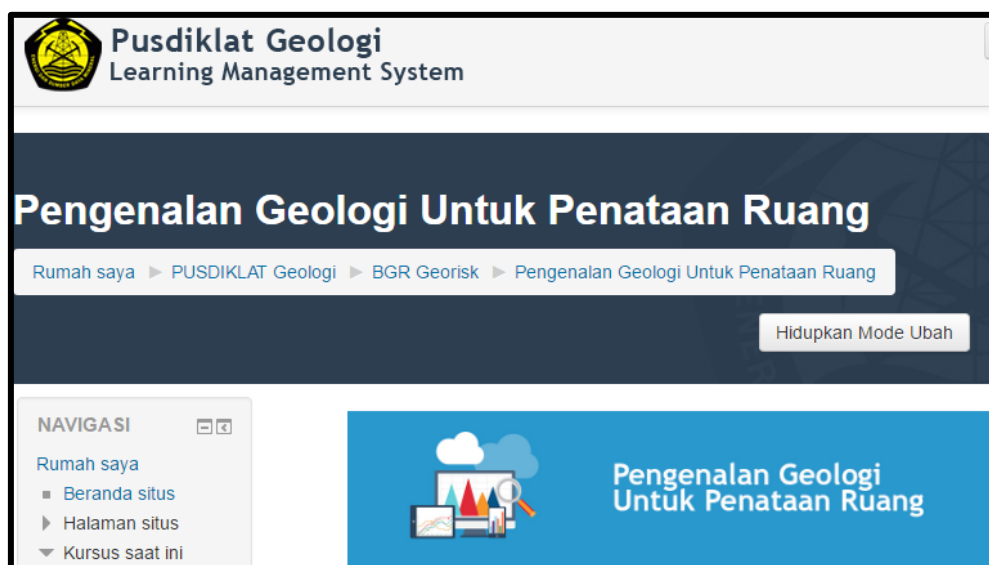 Pusdiklat Geologi
Learning Management System
Pengenalan Geologi Untuk Penataan Ruang
Rumah saya ▶ PUSDIKLAT Geologi ▶ BGR Georisk ▶ Pengenalan Geologi Untuk Penataan Ruang
Hidupkan Mode Ubah
NAVIGASI
Rumah saya
Beranda situs
Halaman situs
Kursus saat ini
Pengenalan Geologi
Untuk Penataan Ruang